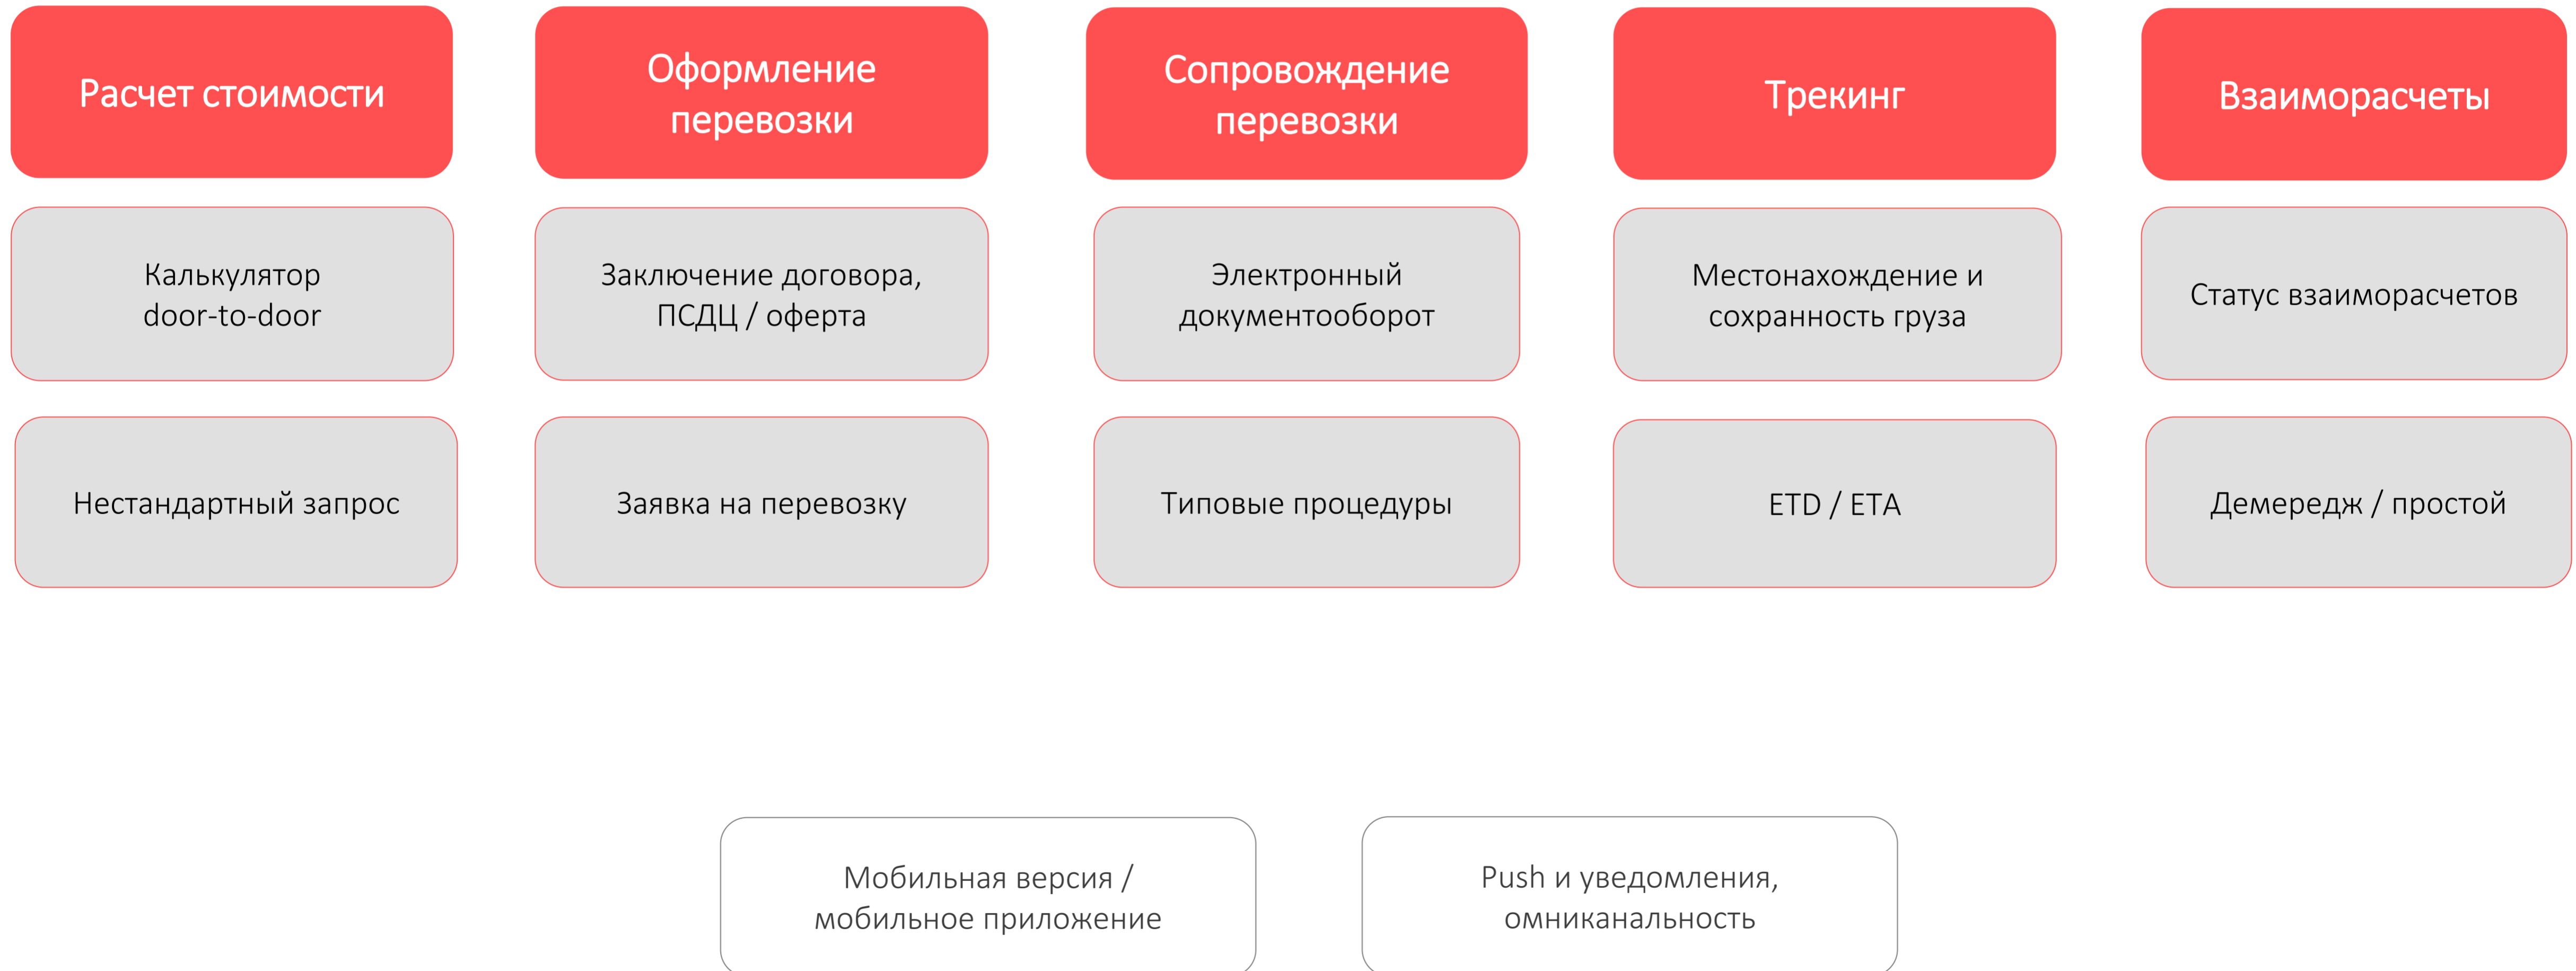 Расчет стоимости
Оформление
перевозки
Сопровождение
перевозки
Трекинг
Взаиморасчеты
Калькулятор
door-to-door
Заключение договора,
ПСДЦ / оферта
Электронный
документооборот
Местонахождение и
сохранность груза
Статус взаиморасчетов
Нестандартный запрос
Заявка на перевозку
Типовые процедуры
ETD / ETA
Демередж / простой
Мобильная версия /
мобильное приложение
Push и уведомления,
омниканальность